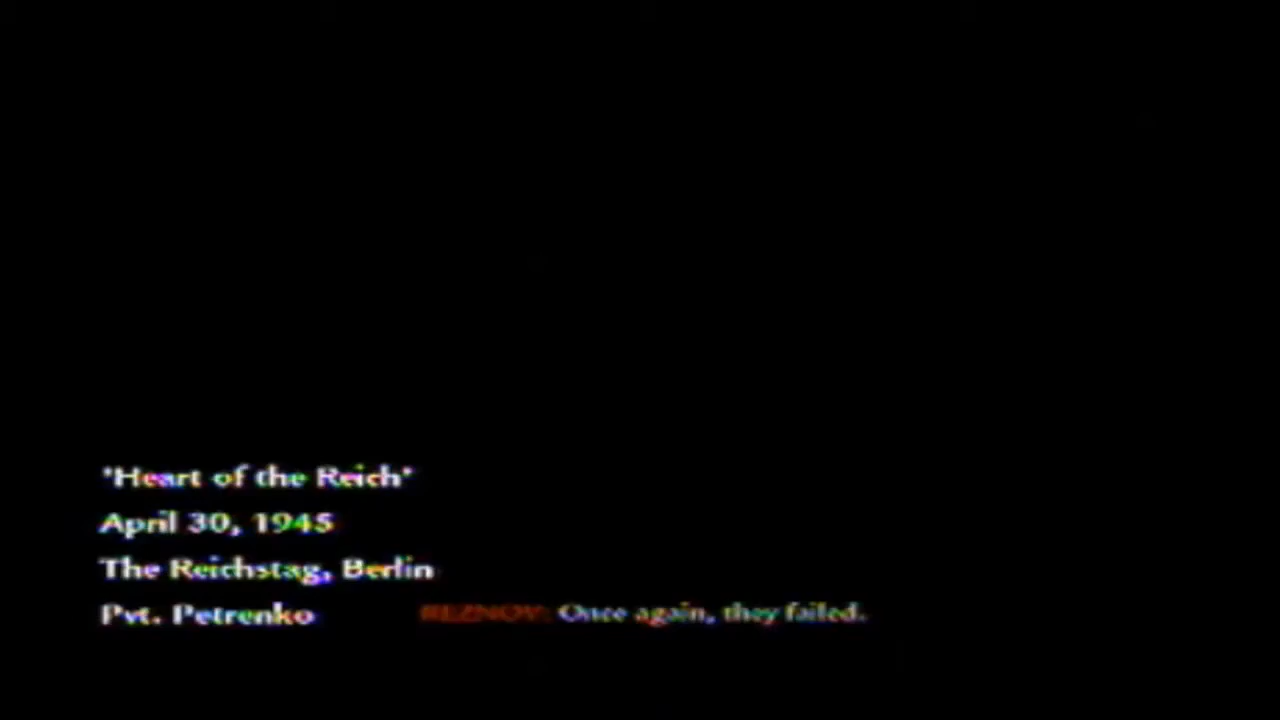 "Heart of the Reich"
April 30, 1945
The Reichstag, Berlin
Pvt. Petrenko
REZNOV: Once again, they failed.